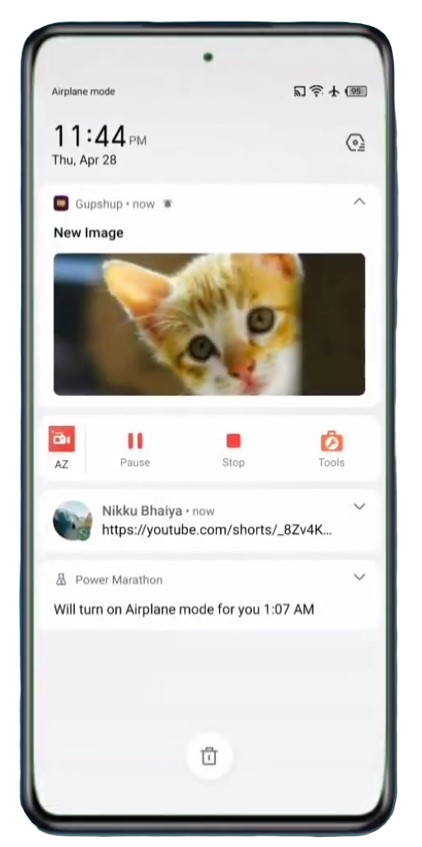 Airplane mode
95
11:44 PM
Thu, Apr 28
Gupshup • now
New Image
AZ
Pause
Stop
Tools
Nikku Bhaiya • now
https://youtube.com/shorts/_8Zv4K...
Power Marathon
Will turn on Airplane mode for you 1:07 AM